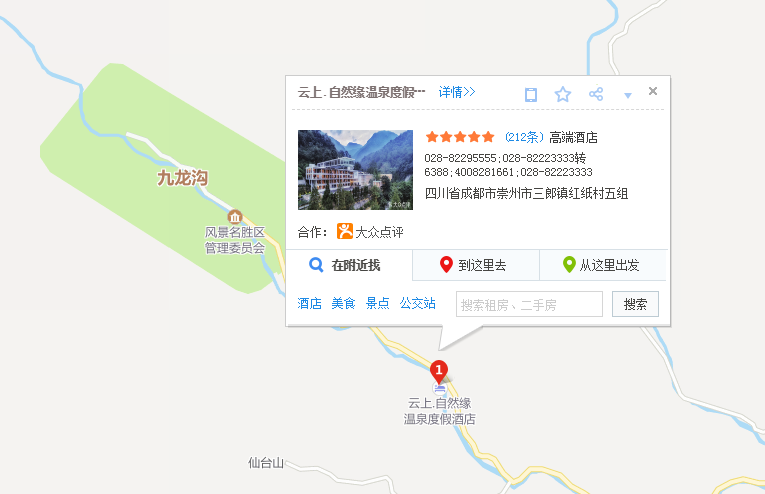 云上.自然缘温泉度假… 详情>>
(212条) 高端酒店
028-82295555;028-82223333转
6388;4008281661;028-82223333
四川省成都市崇州市三郎镇红纸村五组
合作： 大众点评
在附近找 到这里去 从这里出发
酒店 美食 景点 公交站 搜索租房、二手房 搜索
九龙沟
风景名胜区
管理委员会
1
云上.自然缘
温泉度假酒店
仙台山